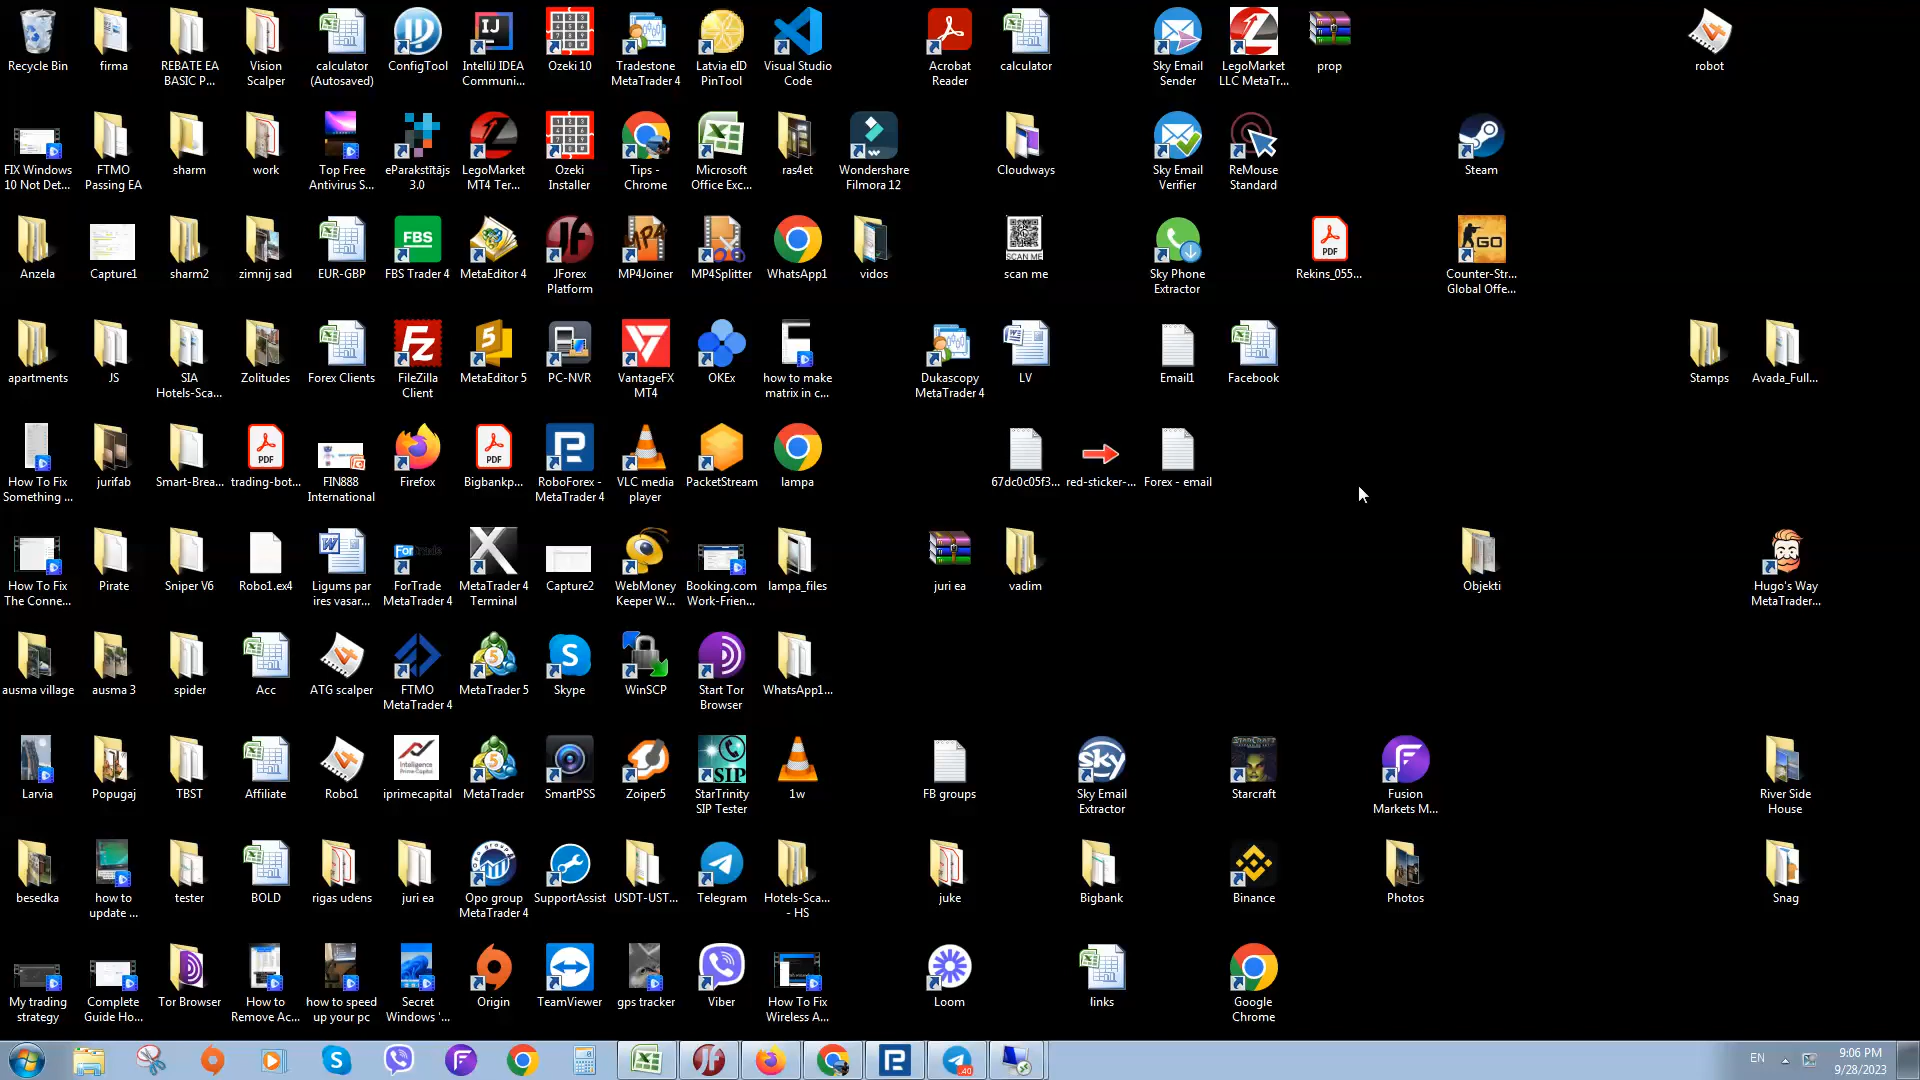 Recycle Bin
firma
REBATE EA
BASIC P...
Vision
Scalper
calculator
(Autosaved)
ConfigTool
IntelliJ IDEA
Communi...
Ozeki 10
Tradestone
MetaTrader 4
Latvia eID
PinTool
Visual Studio
Code
Acrobat
Reader
calculator
Sky Email
Sender
LegoMarket
LLC MetaTr...
prop
robot
FIX Windows
10 Not Det...
FTMO
Passing EA
sharm
work
Top Free
Antivirus S...
eParakstītājs
3.0
LegoMarket
MT4 Ter...
Ozeki
Installer
Tips -
Chrome
Microsoft
Office Exc...
ras4et
Wondershare
Filmora 12
Cloudways
Sky Email
Verifier
ReMouse
Standard
Steam
Anzela
Capture1
sharm2
zimnij sad
EUR-GBP
FBS
FBS Trader 4
MetaEditor 4
JForex
Platform
MP4Joiner
MP4Splitter
WhatsApp1
vidos
SCAN ME
scan me
Sky Phone
Extractor
PDF
Rekins_055...
GO
Counter-Str...
Global Offe...
apartments
JS
SIA
Hotels-Sca...
Zolitudes
Forex Clients
FileZilla
Client
MetaEditor 5
PC-NVR
VantageFX
MT4
OKEx
how to make
matrix in c...
Dukascopy
MetaTrader 4
LV
Email1
Facebook
Stamps
Avada_Full...
How To Fix
Something ...
jurifab
Smart-Brea...
PDF
trading-bot...
FIN888
International
Firefox
PDF
Bigbankp...
RoboForex -
MetaTrader 4
VLC media
player
PacketStream
lampa
67dc0c05f3...
red-sticker-...
Forex - email
How To Fix
The Conne...
Pirate
Sniper V6
Robo1.ex4
Ligums par
ires vasar...
ForTrade
MetaTrader 4
MetaTrader 4
Terminal
Capture2
WebMoney
Keeper W...
Booking.com
Work-Frien...
lampa_files
juri ea
vadim
Objekti
Hugo's Way
MetaTrader...
ausma village
ausma 3
spider
Acc
ATG scalper
FTMO
MetaTrader 4
MetaTrader 5
Skype
WinSCP
Start Tor
Browser
WhatsApp1...
Larvia
Popugaj
TBST
Affiliate
Robo1
iprimecapital
MetaTrader
SmartPSS
Zoiper5
SIP
StarTrinity
SIP Tester
1w
FB groups
sky
Sky Email
Extractor
Starcraft
Fusion
Markets M...
River Side
House
besedka
how to
update ...
tester
BOLD
rigas udens
juri ea
Opo group
MetaTrader 4
SupportAssist
USDT-UST...
Telegram
Hotels-Sca...
- HS
juke
Bigbank
Binance
Photos
Snag
My trading
strategy
Complete
Guide Ho...
Tor Browser
How to
Remove Ac...
how to speed
up your pc
Secret
Windows '...
Origin
TeamViewer
gps tracker
Viber
How To Fix
Wireless A...
Loom
links
Google
Chrome
EN
9:06 PM
9/28/2023